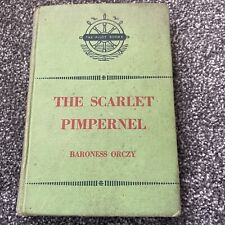 THE PILOT BOOKS
THE SCARLET
PIMPERNEL
BARONESS ORCZY